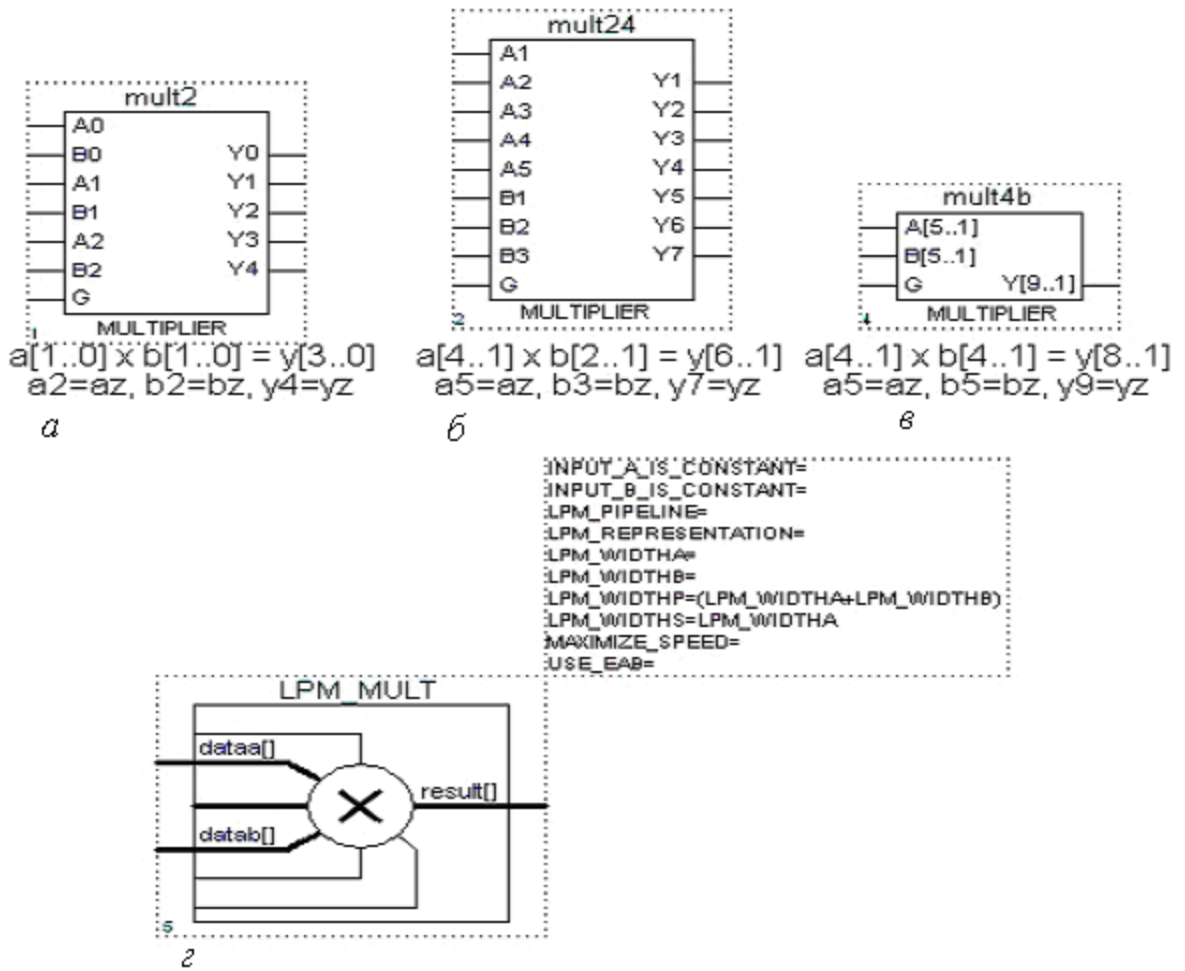 mult2
A0
B0
A1
B1
A2
B2
G
Y0
Y1
Y2
Y3
Y4
1
MULTIPLIER
a[1..0] x b[1..0] = y[3..0]
a2=az, b2=bz, y4=yz
а
mult24
A1
A2
A3
A4
A5
B1
B2
B3
G
Y1
Y2
Y3
Y4
Y5
Y6
Y7
2
MULTIPLIER
a[4..1] x b[2..1] = y[6..1]
a5=az, b3=bz, y7=yz
б
mult4b
A[5..1]
B[5..1]
G
Y[9..1]
4
MULTIPLIER
a[4..1] x b[4..1] = y[8..1]
a5=az, b5=bz, y9=yz
в
INPUT_A_IS_CONSTANT=
INPUT_B_IS_CONSTANT=
LPM_PIPELINE=
LPM_REPRESENTATION=
LPM_WIDTHA=
LPM_WIDTHB=
LPM_WIDTHP=(LPM_WIDTHA+LPM_WIDTHB)
LPM_WIDTHS=LPM_WIDTHA
MAXIMIZE_SPEED=
USE_EAB=
LPM_MULT
dataa[]
result[]
datab[]
5
г